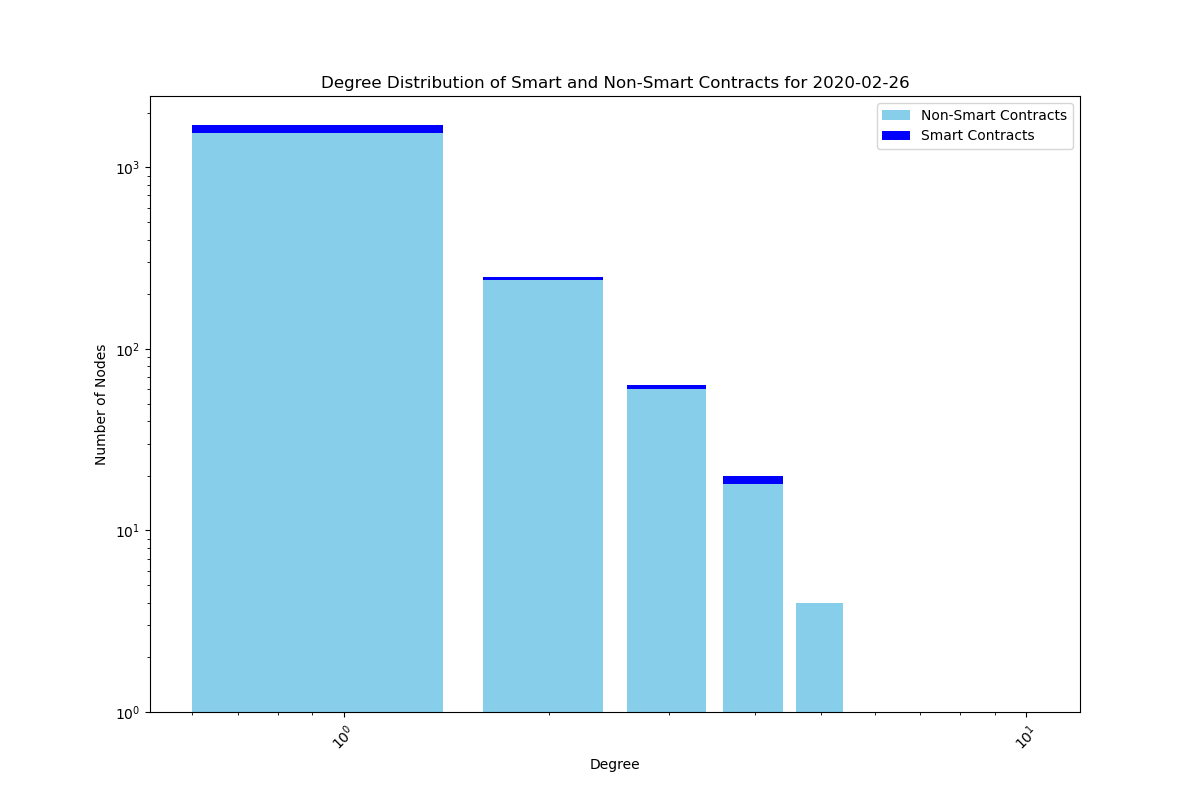 Degree Distribution of Smart and Non-Smart Contracts for 2020-02-26
Non-Smart Contracts
Smart Contracts
Number of Nodes
10³
10²
10¹
10⁰
10⁰
10¹
Degree